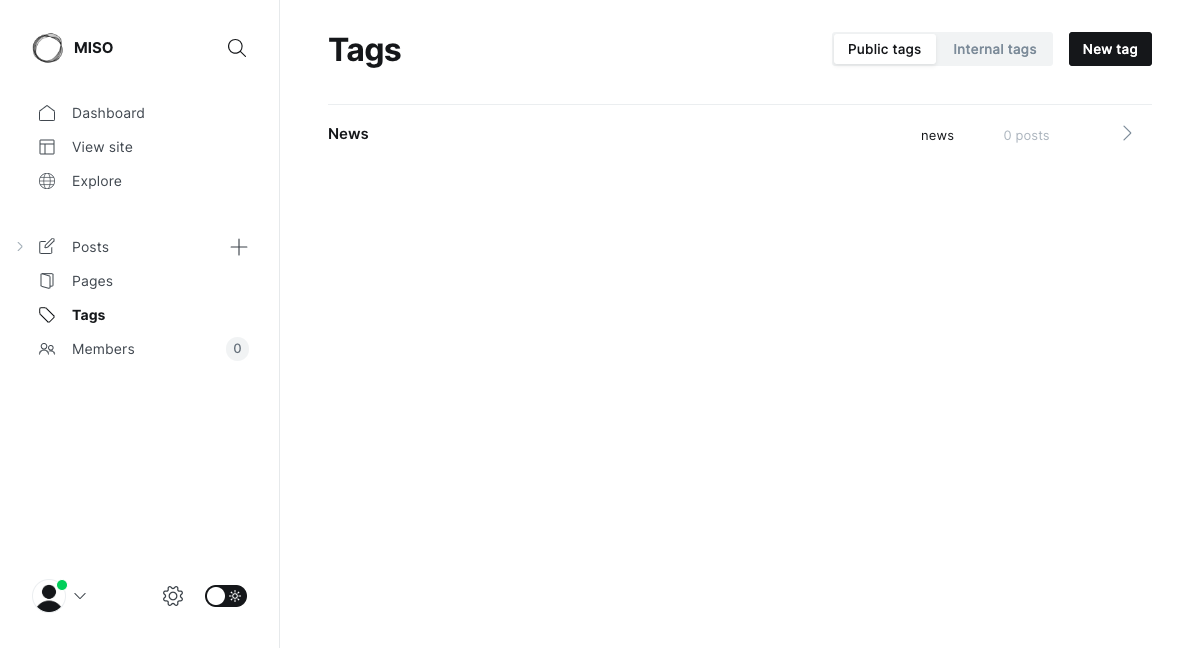 MISO
Dashboard
View site
Explore
Posts
Pages
Tags
Members 0
Tags
Public tags Internal tags New tag
News news 0 posts